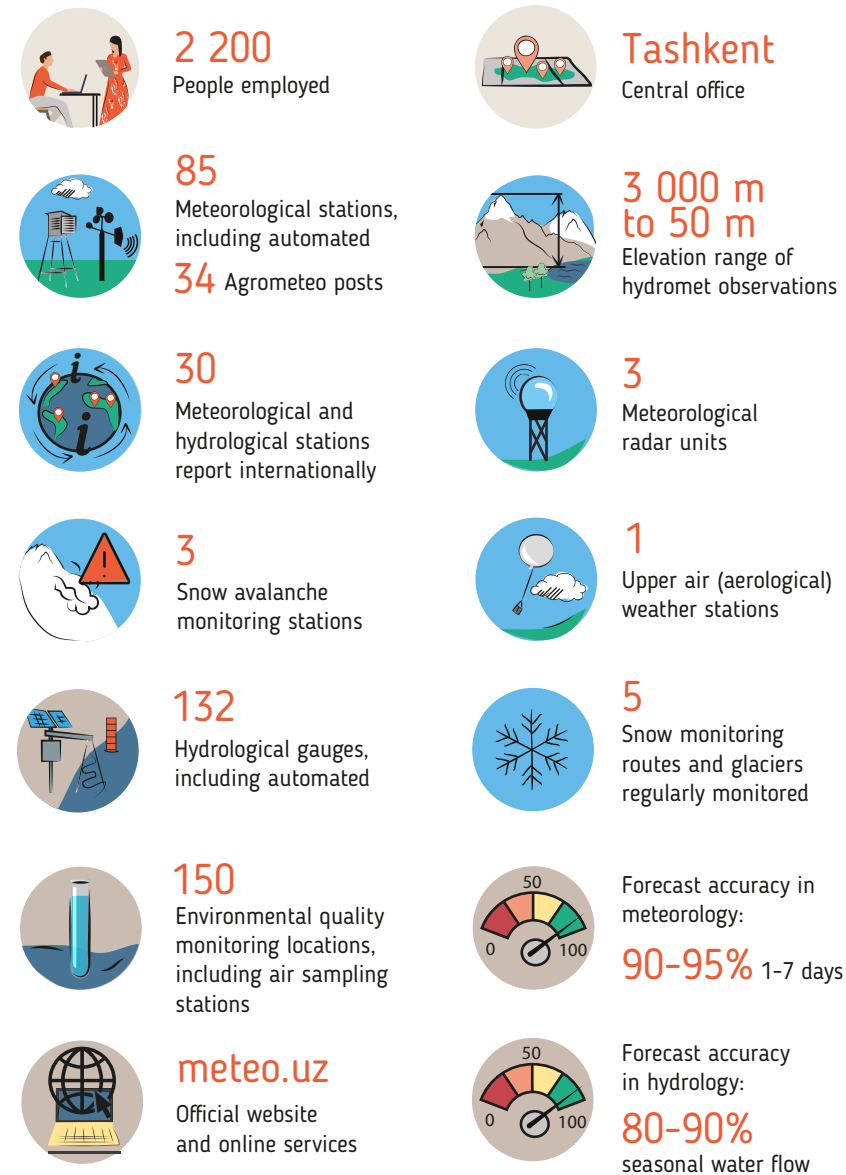 2 200
People employed
Tashkent
Central office
85
Meteorological stations,
including automated
34 Agrometeo posts
3 000 m
to 50 m
Elevation range of
hydromet observations
30
Meteorological and
hydrological stations
report internationally
3
Meteorological
radar units
3
Snow avalanche
monitoring stations
1
Upper air (aerological)
weather stations
132
Hydrological gauges,
including automated
5
Snow monitoring
routes and glaciers
regularly monitored
150
Environmental quality
monitoring locations,
including air sampling
stations
50
0
100
Forecast accuracy in
meteorology:
90-95% 1-7 days
meteo.uz
Official website
and online services
50
0
100
Forecast accuracy
in hydrology:
80-90%
seasonal water flow